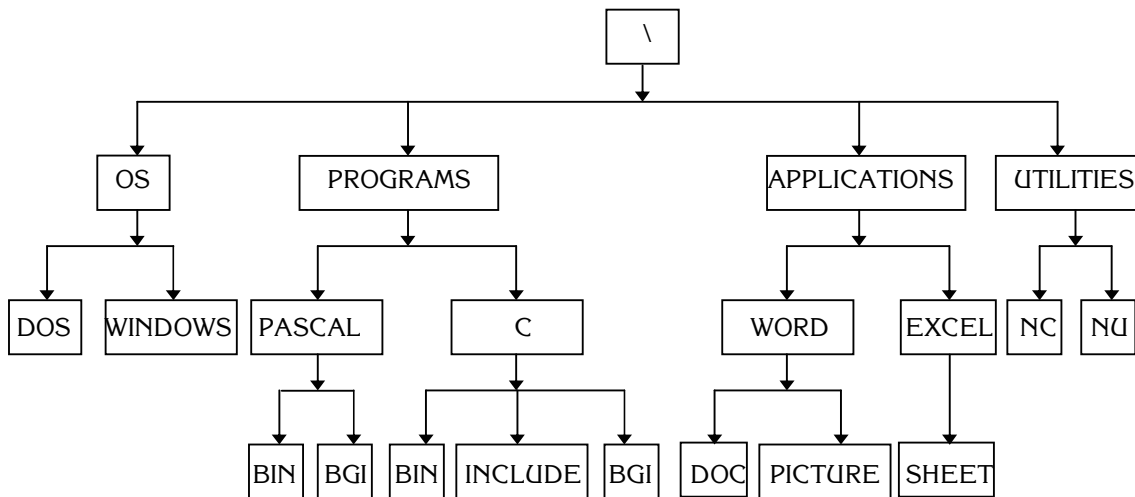 \
OS PROGRAMS APPLICATIONS UTILITIES
DOS WINDOWS PASCAL C WORD EXCEL NC NU
BIN BGI BIN INCLUDE BGI DOC PICTURE SHEET